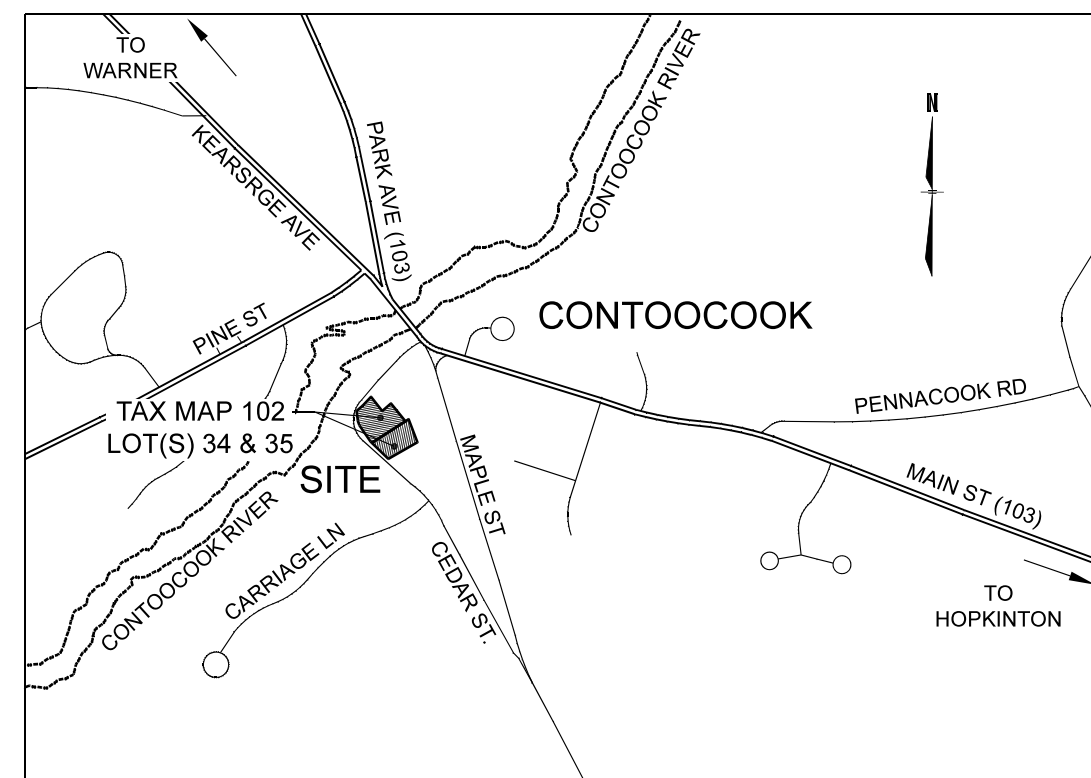 TO
WARNER
KEARSRGE AVE
PARK AVE (103)
CONTOOCOOK RIVER
N
PINE ST
CONTOOCOOK
TAX MAP 102
LOT(S) 34 & 35
SITE
PENNACOOK RD
MAPLE ST
MAIN ST (103)
CONTOOCOOK RIVER
CARRIAGE LN
CEDAR ST.
TO
HOPKINTON